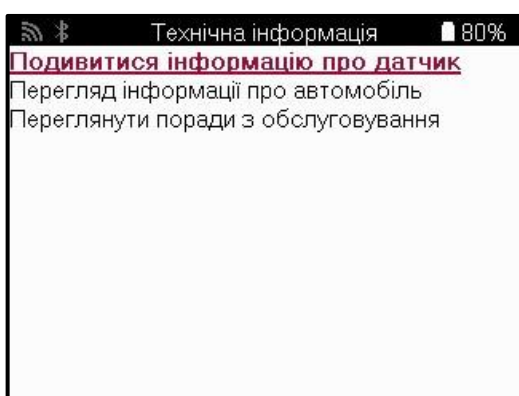 Технічна інформація 80%
Подивитися інформацію про датчик
Перегляд інформації про автомобіль
Переглянути поради з обслуговування